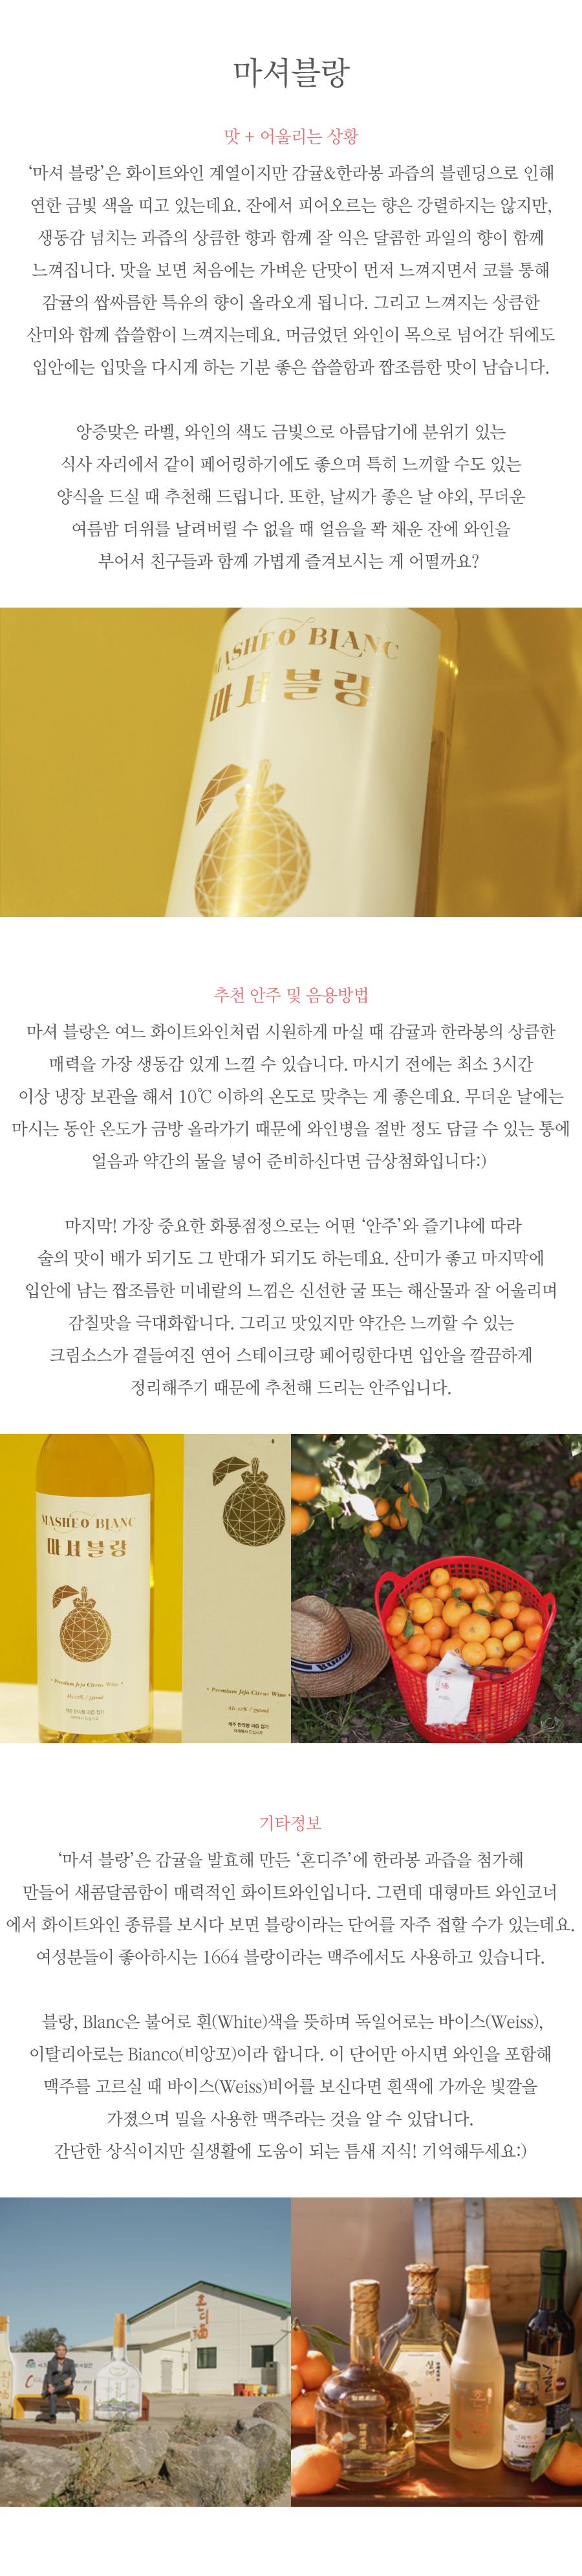 마셔블랑
맛 + 어울리는 상황
‘마셔 블랑’은 화이트와인 계열이지만 감귤&한라봉 과즙의 블렌딩으로 인해
연한 금빛 색을 띠고 있는데요. 잔에서 피어오르는 향은 강렬하지는 않지만,
생동감 넘치는 과즙의 상큼한 향과 함께 잘 익은 달콤한 과일의 향이 함께
느껴집니다. 맛을 보면 처음에는 가벼운 단맛이 먼저 느껴지면서 코를 통해
감귤의 쌉싸름한 특유의 향이 올라오게 됩니다. 그리고 느껴지는 상큼한
산미와 함께 씁쓸함이 느껴지는데요. 머금었던 와인이 목으로 넘어간 뒤에도
입안에는 입맛을 다시게 하는 기분 좋은 씁쓸함과 짭조름한 맛이 남습니다.
앙증맞은 라벨, 와인의 색도 금빛으로 아름답기에 분위기 있는
식사 자리에서 같이 페어링하기에도 좋으며 특히 느끼할 수도 있는
양식을 드실 때 추천해 드립니다. 또한, 날씨가 좋은 날 야외, 무더운
여름밤 더위를 날려버릴 수 없을 때 얼음을 꽉 채운 잔에 와인을
부어서 친구들과 함께 가볍게 즐겨보시는 게 어떨까요?
MASHEO BLANC
마셔블랑
추천 안주 및 음용방법
마셔 블랑은 여느 화이트와인처럼 시원하게 마실 때 감귤과 한라봉의 상큼한
매력을 가장 생동감 있게 느낄 수 있습니다. 마시기 전에는 최소 3시간
이상 냉장 보관을 해서 10℃ 이하의 온도로 맞추는 게 좋은데요. 무더운 날에는
마시는 동안 온도가 금방 올라가기 때문에 와인병을 절반 정도 담글 수 있는 통에
얼음과 약간의 물을 넣어 준비하신다면 금상첨화입니다:)
마지막! 가장 중요한 화룡점정으로는 어떤 ‘안주’와 즐기냐에 따라
술의 맛이 배가 되기도 그 반대가 되기도 하는데요. 산미가 좋고 마지막에
입안에 남는 짭조름한 미네랄의 느낌은 신선한 굴 또는 해산물과 잘 어울리며
감칠맛을 극대화합니다. 그리고 맛있지만 약간은 느끼할 수 있는
크림소스가 곁들여진 연어 스테이크랑 페어링한다면 입안을 깔끔하게
정리해주기 때문에 추천해 드리는 안주입니다.
MASHEO BLANC
마셔블랑
• Premium Jeju Citrus Wine •
Alc.12% / 750ml
제주 한라봉 과즙 첨가
• Premium Jeju Citrus Wine •
Alc.12% / 750ml
제주 한라봉 과즙 첨가
기타정보
‘마셔 블랑’은 감귤을 발효해 만든 ‘혼디주’에 한라봉 과즙을 첨가해
만들어 새콤달콤함이 매력적인 화이트와인입니다. 그런데 대형마트 와인코너
에서 화이트와인 종류를 보시다 보면 블랑이라는 단어를 자주 접할 수가 있는데요.
여성분들이 좋아하시는 1664 블랑이라는 맥주에서도 사용하고 있습니다.
블랑, Blanc은 불어로 흰(White)색을 뜻하며 독일어로는 바이스(Weiss),
이탈리아로는 Bianco(비앙꼬)이라 합니다. 이 단어만 아시면 와인을 포함해
맥주를 고르실 때 바이스(Weiss)비어를 보신다면 흰색에 가까운 빛깔을
가졌으며 밀을 사용한 맥주라는 것을 알 수 있답니다.
간단한 상식이지만 실생활에 도움이 되는 틈새 지식! 기억해두세요:)
혼디酒
혼디酒